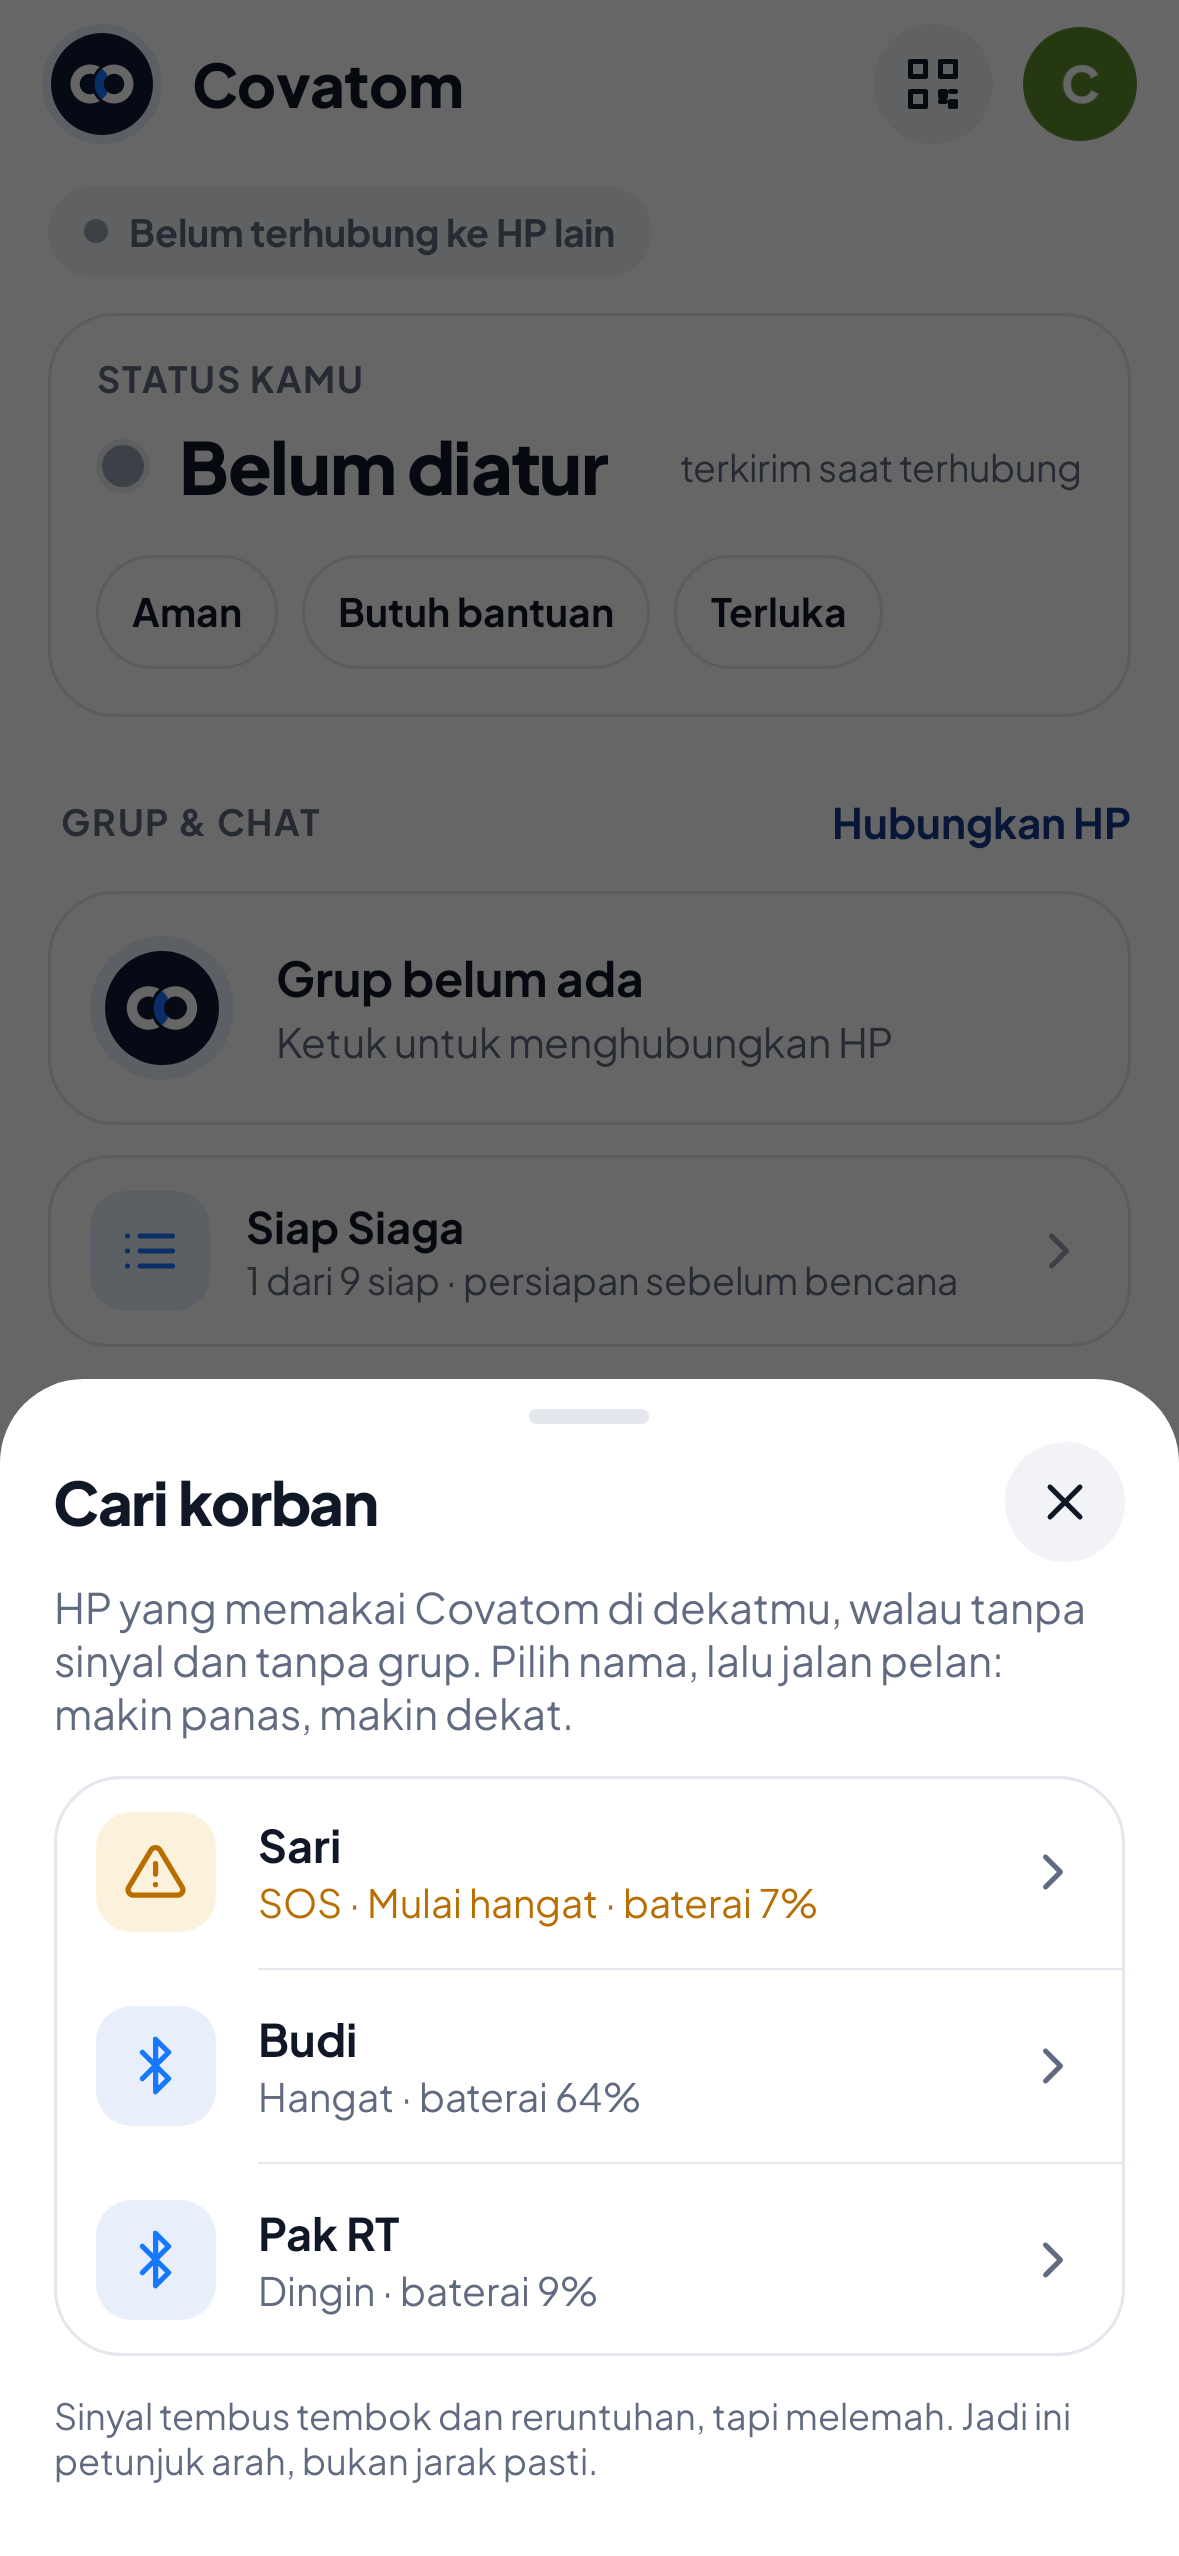 Covatom
C
Belum terhubung ke HP lain
STATUS KAMU
Belum diatur
terkirim saat terhubung
Aman
Butuh bantuan
Terluka
GRUP & CHAT
Hubungkan HP
Grup belum ada
Ketuk untuk menghubungkan HP
Siap Siaga
1 dari 9 siap · persiapan sebelum bencana
Cari korban
HP yang memakai Covatom di dekatmu, walau tanpa
sinyal dan tanpa grup. Pilih nama, lalu jalan pelan:
makin panas, makin dekat.
Sari
SOS · Mulai hangat · baterai 7%
Budi
Hangat · baterai 64%
Pak RT
Dingin · baterai 9%
Sinyal tembus tembok dan reruntuhan, tapi melemah. Jadi ini
petunjuk arah, bukan jarak pasti.